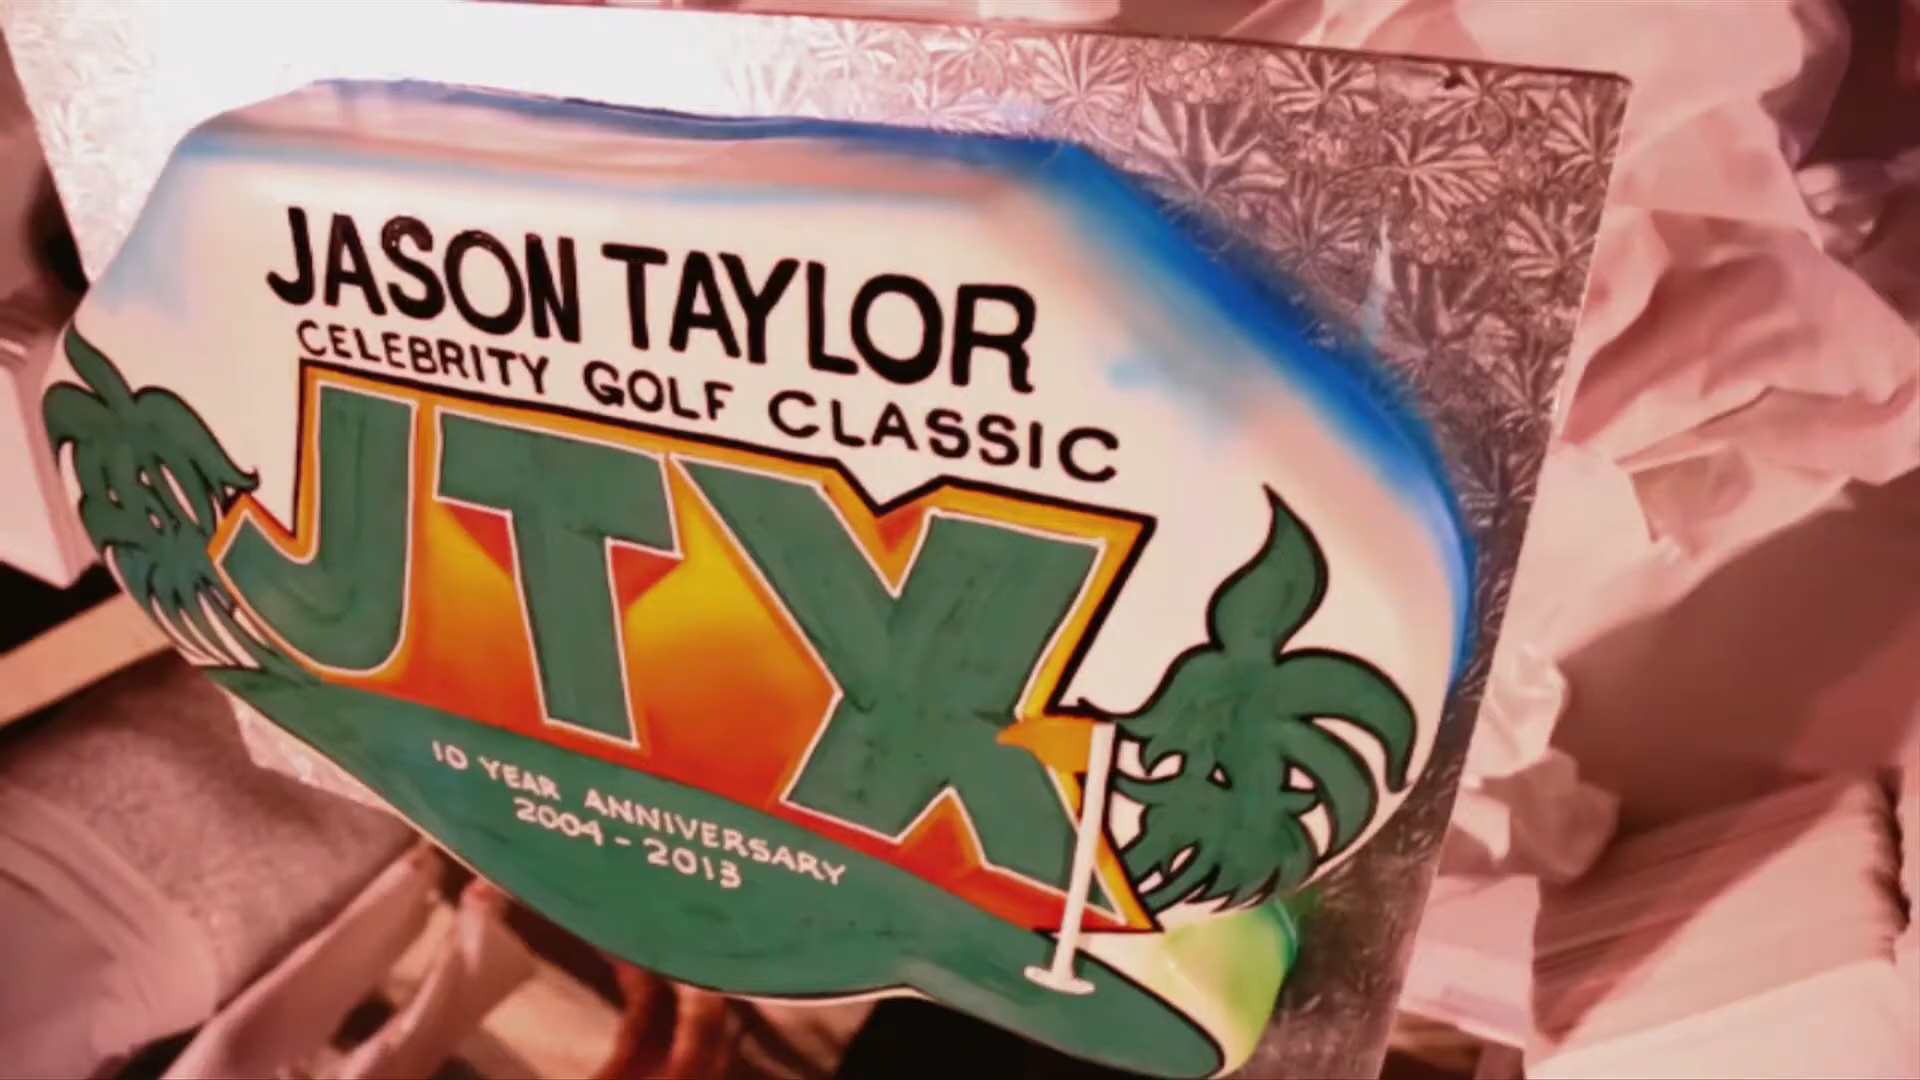 JASON TAYLOR
CELEBRITY GOLF CLASSIC
JTX
10 YEAR ANNIVERSARY
2004 - 2013